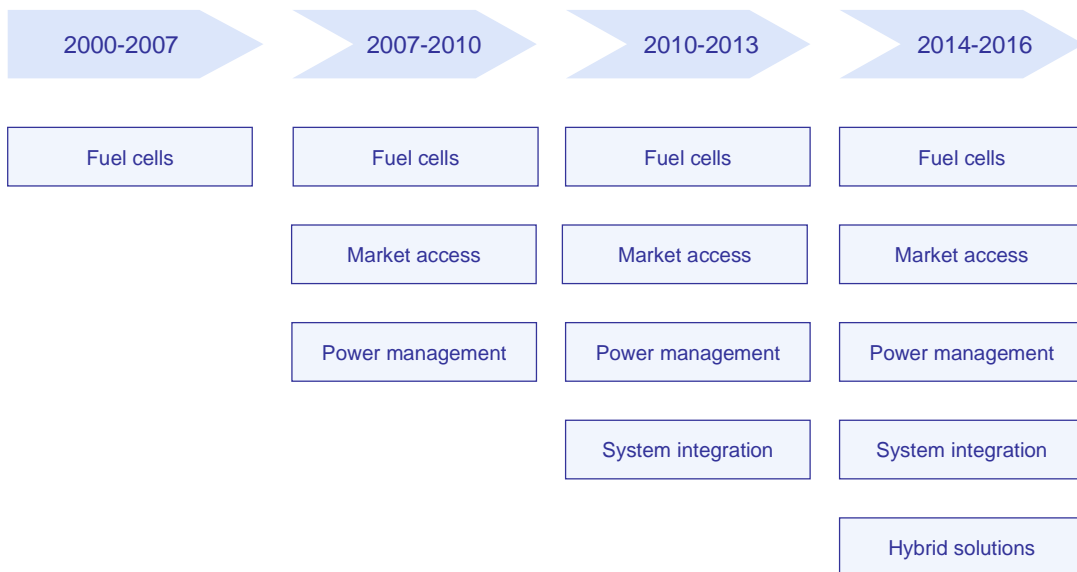 2000-2007
2007-2010
2010-2013
2014-2016
Fuel cells
Fuel cells
Fuel cells
Fuel cells
Market access
Market access
Market access
Power management
Power management
Power management
System integration
System integration
Hybrid solutions